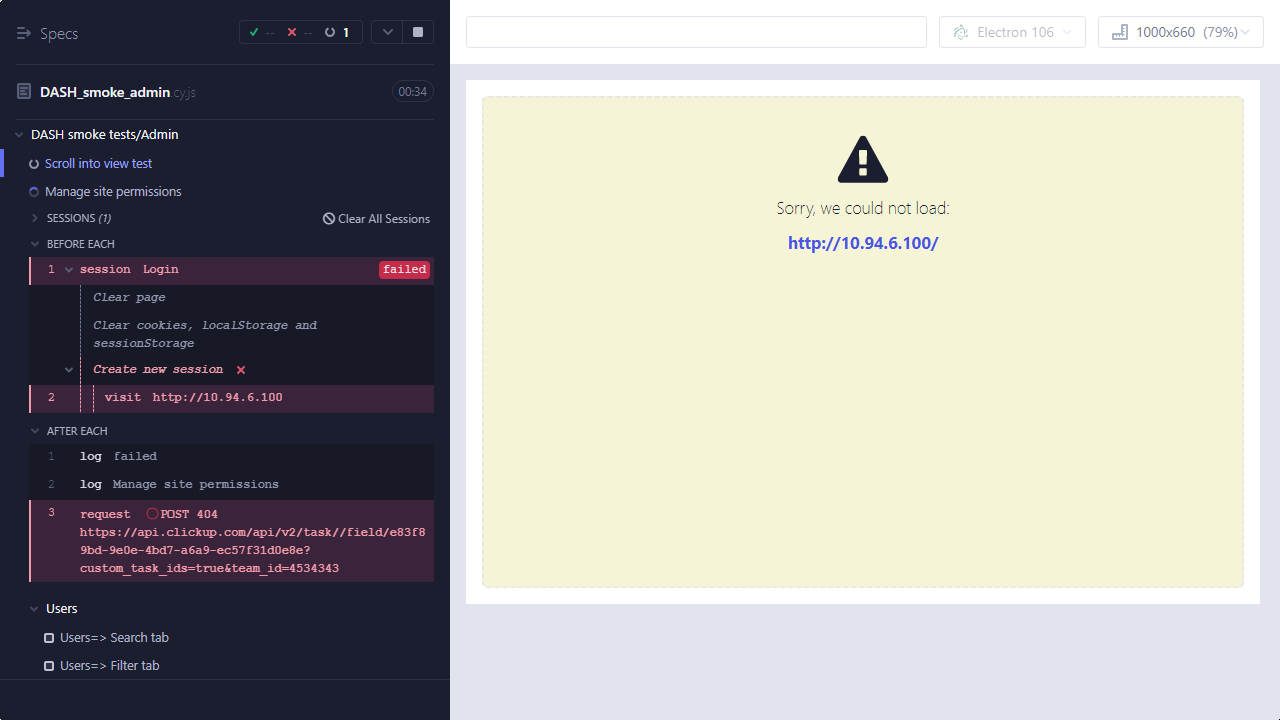 Specs
-- -- 1
DASH_smoke_admin.cy.js 00:34
DASH smoke tests/Admin
Scroll into view test
Manage site permissions
SESSIONS (1) Clear All Sessions
BEFORE EACH
1 session Login failed
Clear page
Clear cookies, localStorage and
sessionStorage
Create new session
2 visit http://10.94.6.100
AFTER EACH
1 log failed
2 log Manage site permissions
3 request POST 404
https://api.clickup.com/api/v2/task//field/e83f8
9bd-9e0e-4bd7-a6a9-ec57f31d0e8e?
custom_task_ids=true&team_id=4534343
Users
Users=> Search tab
Users=> Filter tab
Electron 106
1000x660 (79%)
Sorry, we could not load:
http://10.94.6.100/